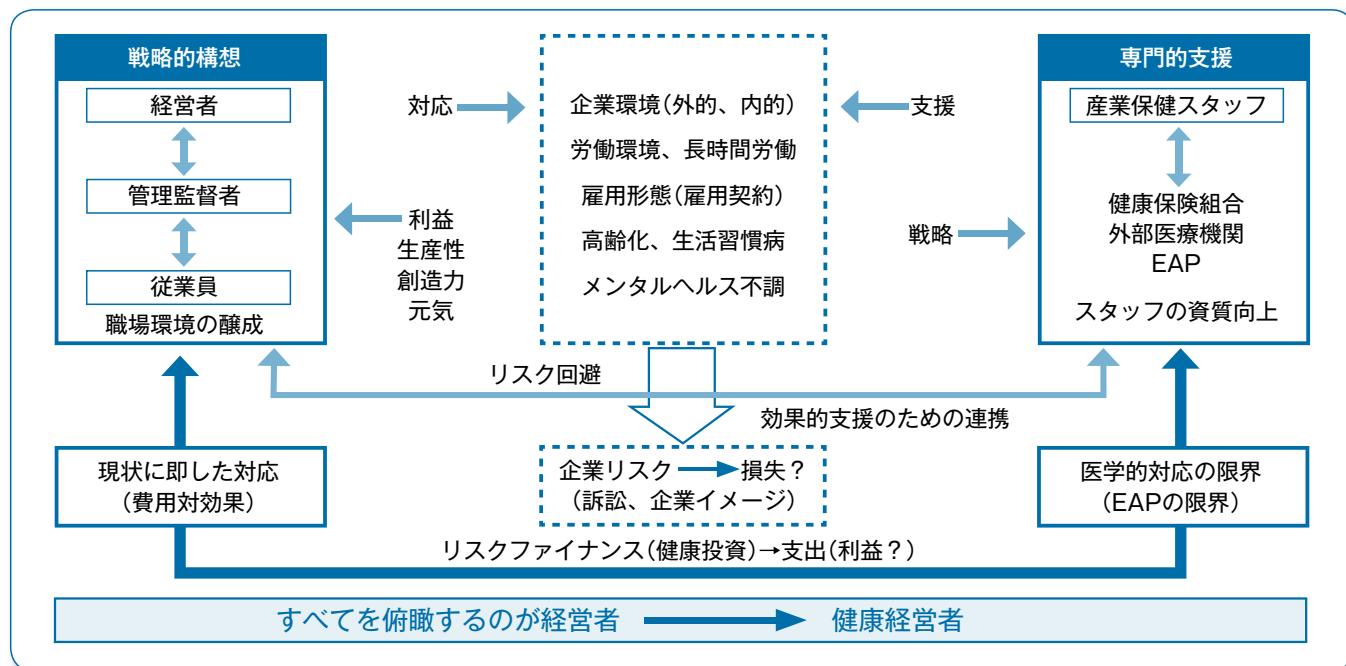 戦略的構想
経営者
管理監督者
従業員
職場環境の醸成
対応
利益
生産性
創造力
元気
企業環境(外的、内的)
労働環境、長時間労働
雇用形態(雇用契約)
高齢化、生活習慣病
メンタルヘルス不調
支援
戦略
専門的支援
産業保健スタッフ
健康保険組合
外部医療機関
EAP
スタッフの資質向上
リスク回避
効果的支援のための連携
現状に即した対応
(費用対効果)
企業リスク 損失？
(訴訟、企業イメージ)
医学的対応の限界
(EAPの限界)
リスクファイナンス(健康投資)→支出(利益？)
すべてを俯瞰するのが経営者 健康経営者